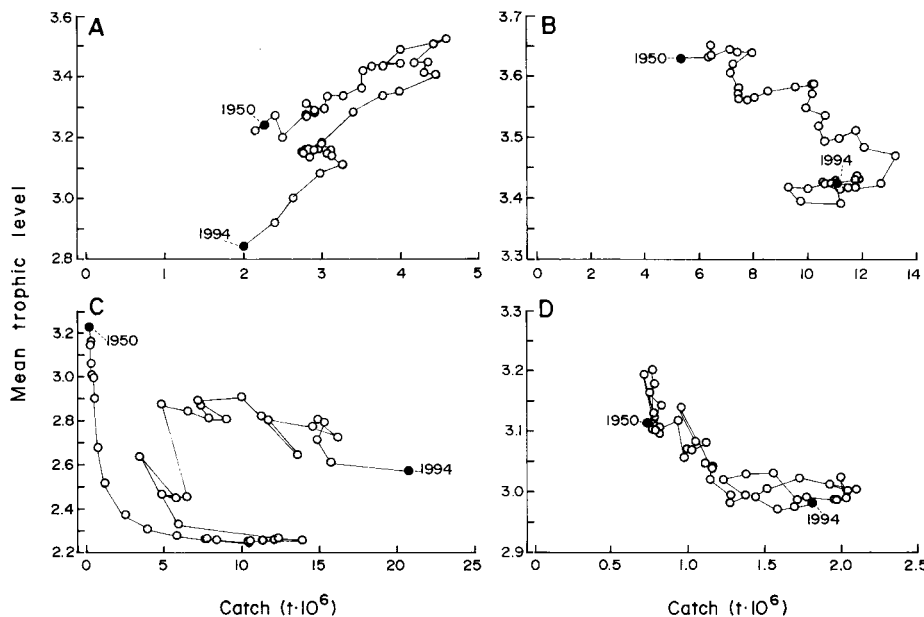 A
B
3.6
3.4
3.2
3.0
2.8
1950
1994
0 1 2 3 4 5
3.7
3.6
3.5
3.4
3.3
1950
1994
0 2 4 6 8 10 12 14
Mean trophic level
C
D
3.2
3.0
2.8
2.6
2.4
2.2
1950
1994
0 5 10 15 20 25
3.3
3.2
3.1
3.0
2.9
1950
1994
0 0.5 1.0 1.5 2.0 2.5
Catch (t·10⁶)
Catch (t·10⁶)